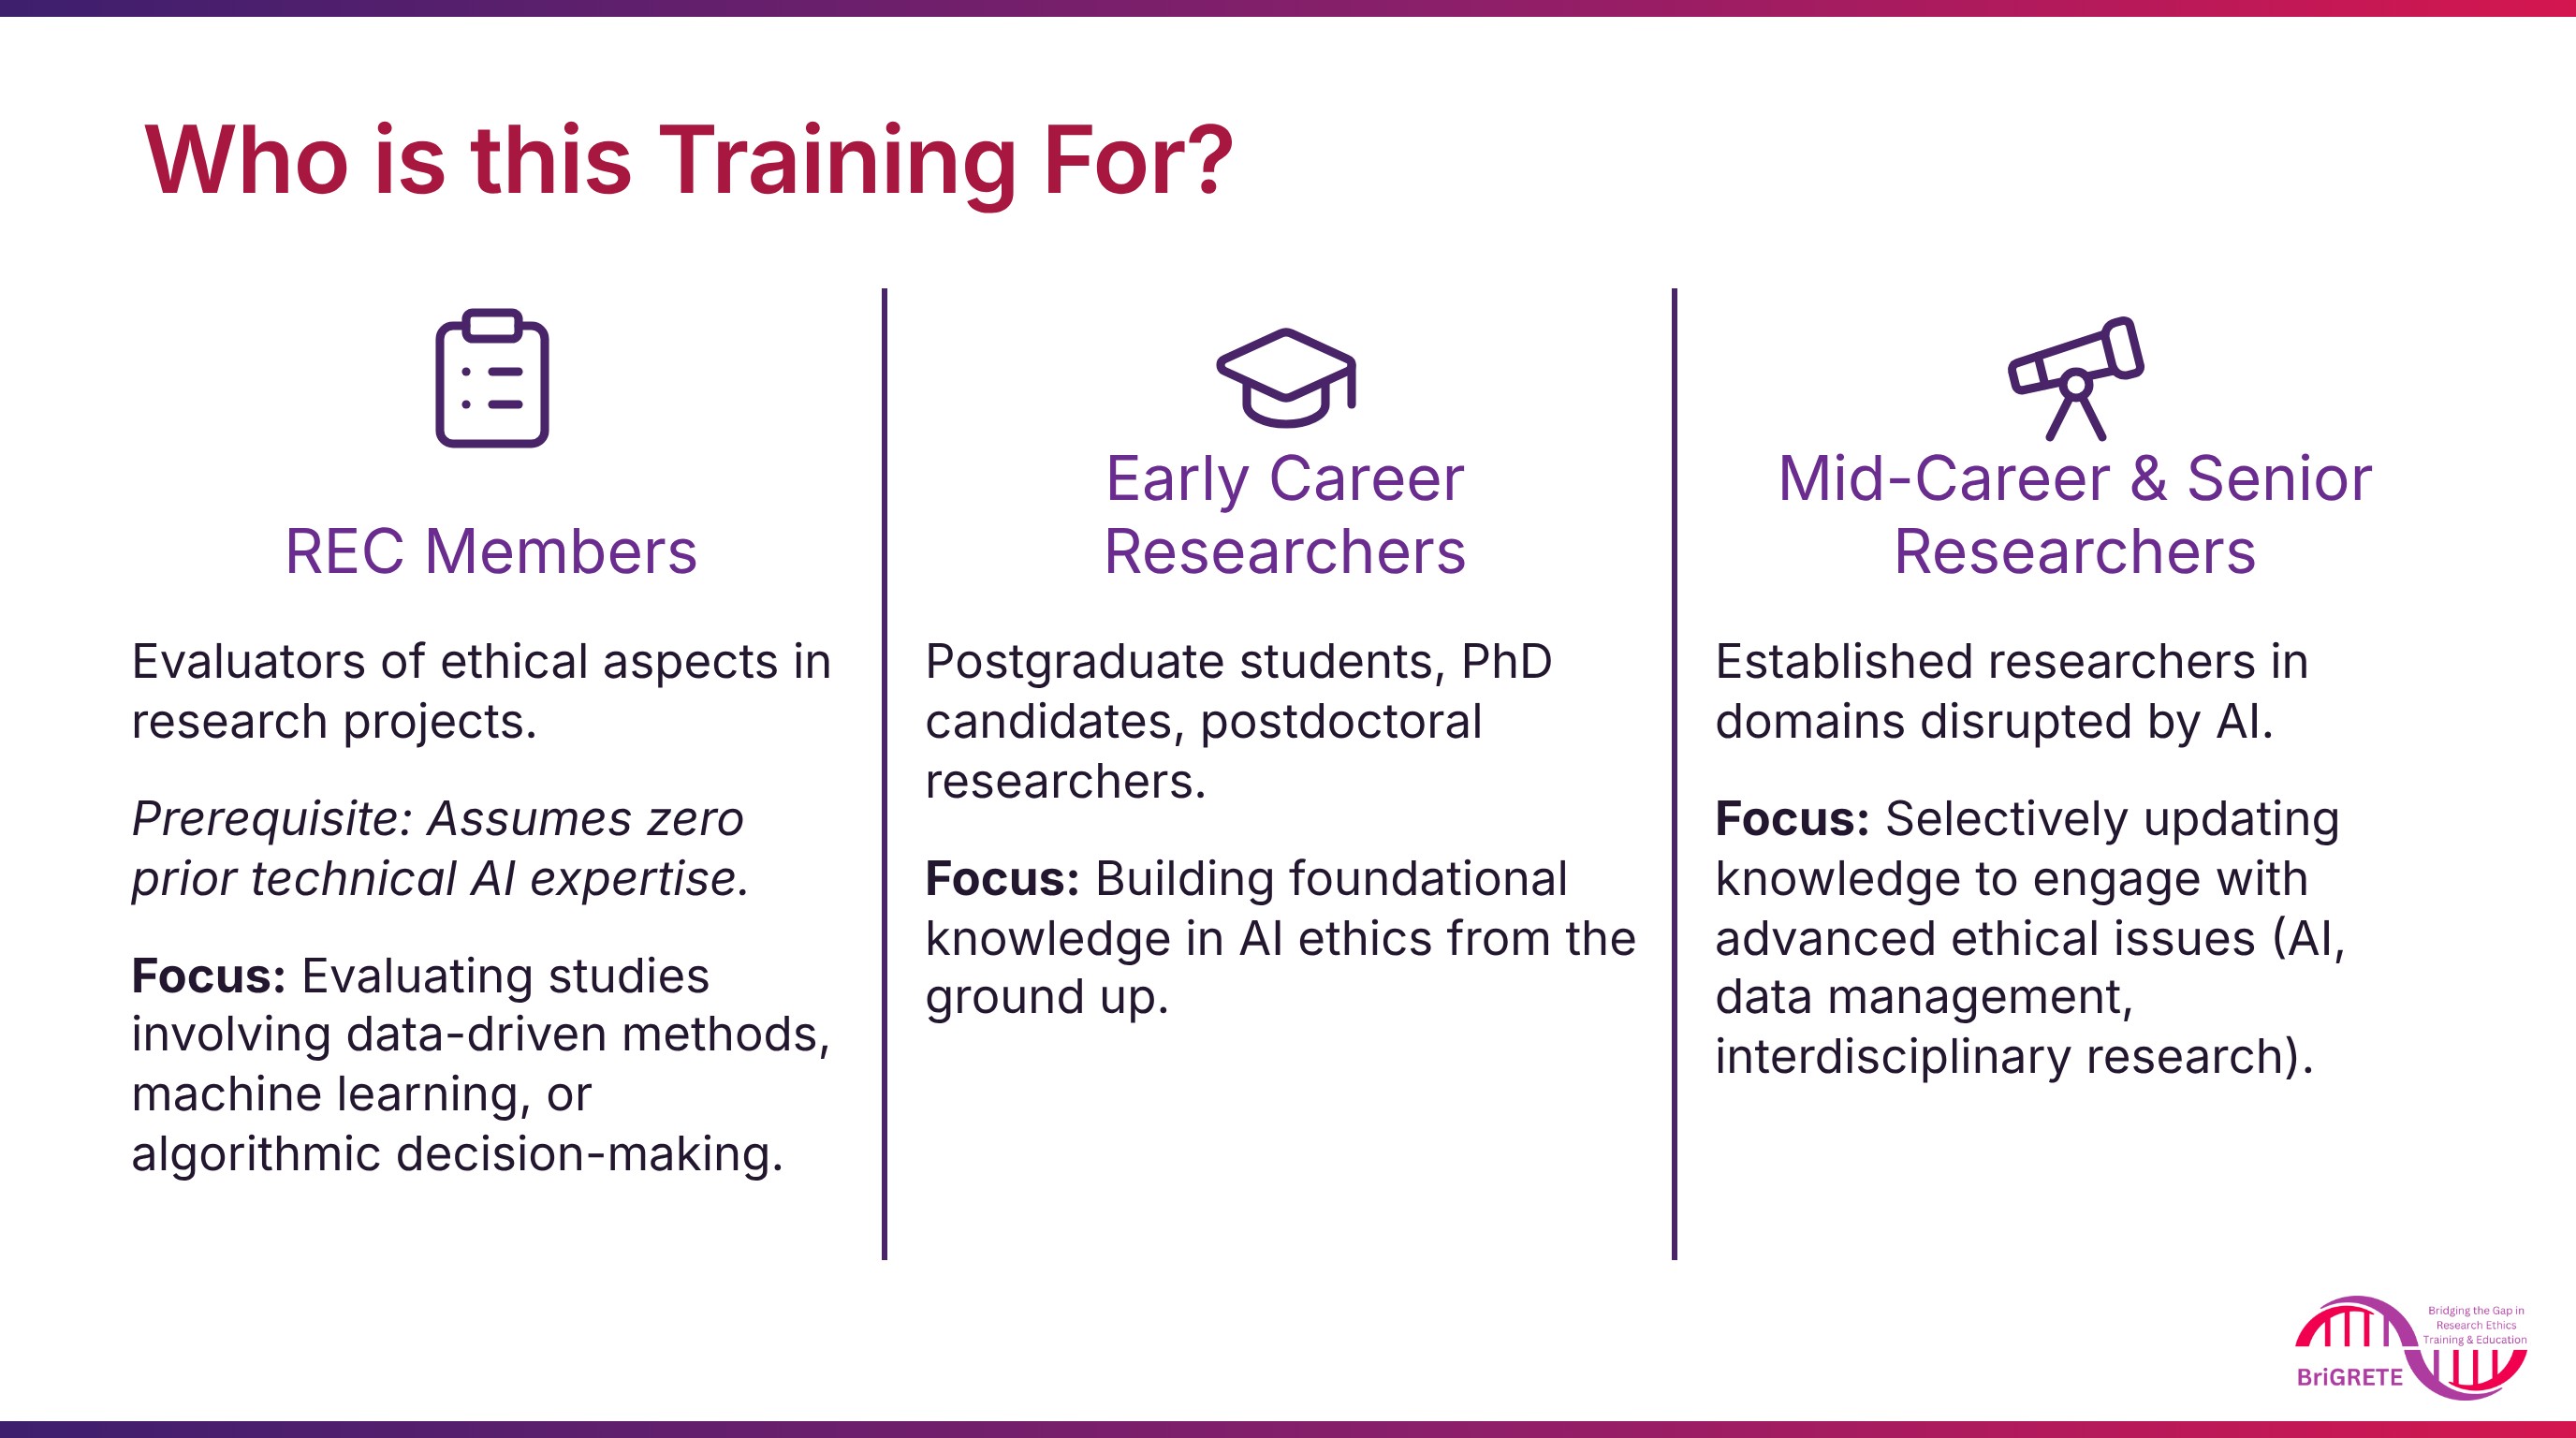 Who is this Training For?
REC Members
Evaluators of ethical aspects in
research projects.
Prerequisite: Assumes zero
prior technical AI expertise.
Focus: Evaluating studies
involving data-driven methods,
machine learning, or
algorithmic decision-making.
Early Career
Researchers
Postgraduate students, PhD
candidates, postdoctoral
researchers.
Focus: Building foundational
knowledge in AI ethics from the
ground up.
Mid-Career & Senior
Researchers
Established researchers in
domains disrupted by AI.
Focus: Selectively updating
knowledge to engage with
advanced ethical issues (AI,
data management,
interdisciplinary research).
Bridging the Gap in
Research Ethics
Training & Education
BriGRETE